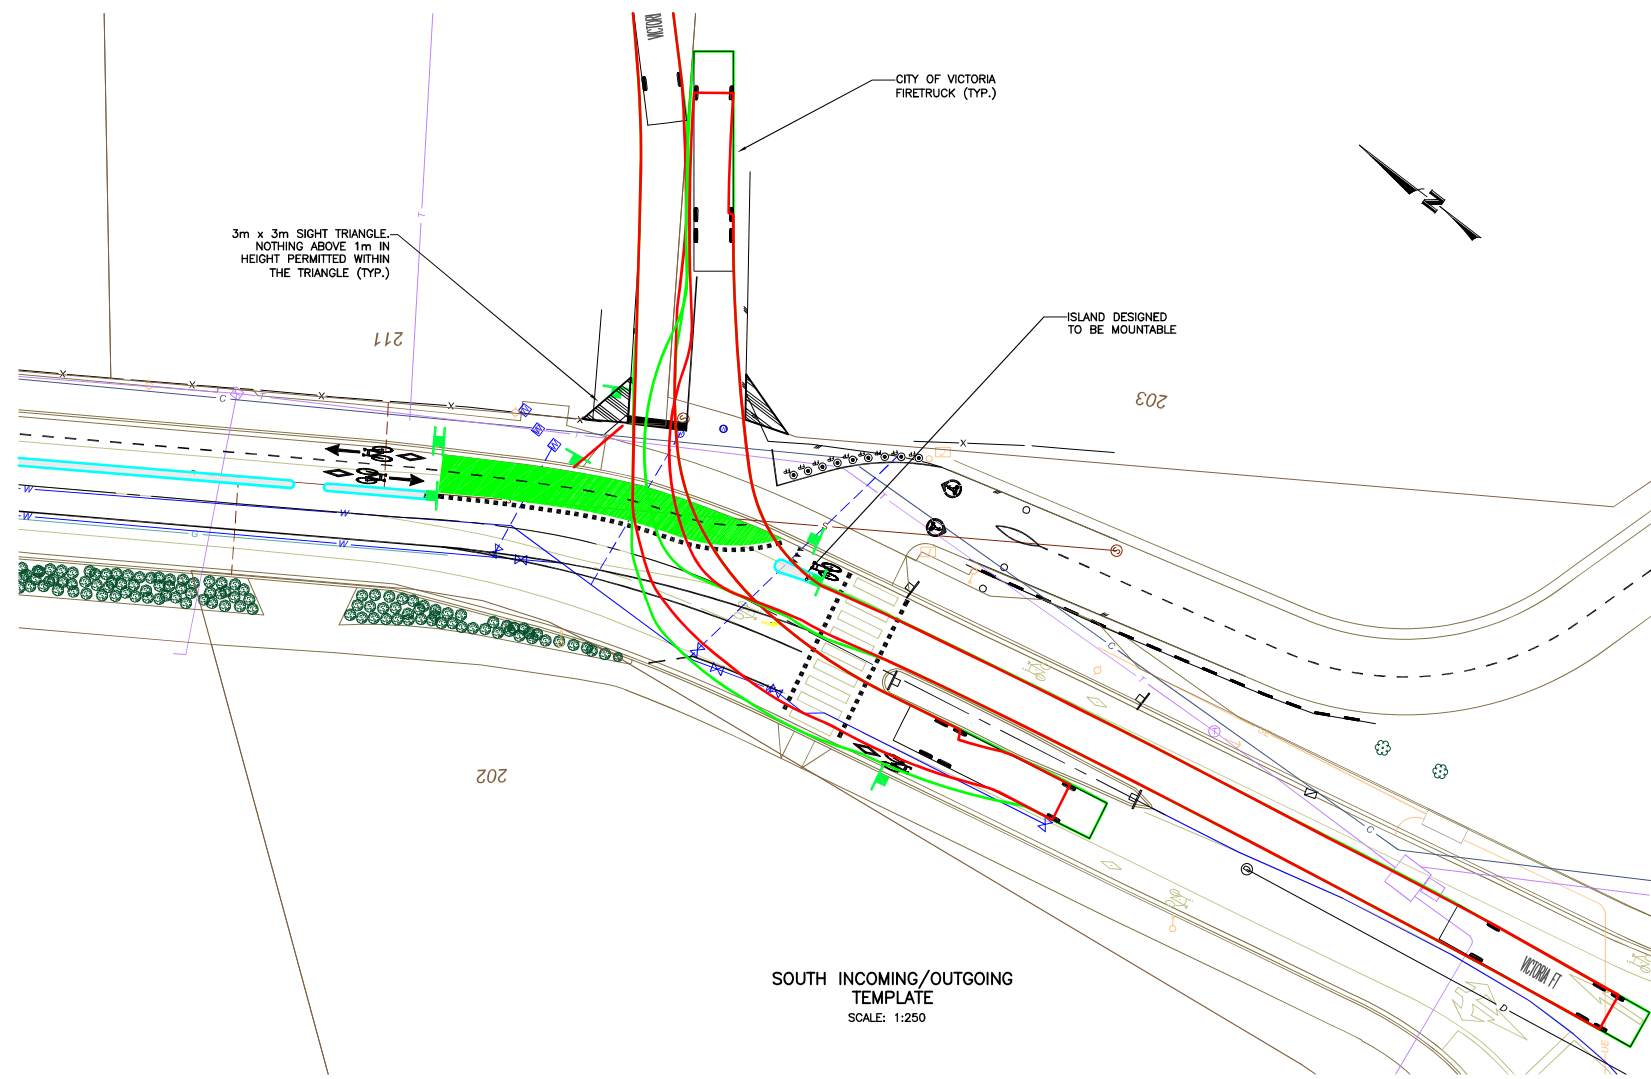 VICTORIA
CITY OF VICTORIA
FIRETRUCK (TYP.)
N
3m x 3m SIGHT TRIANGLE.
NOTHING ABOVE 1m IN
HEIGHT PERMITTED WITHIN
THE TRIANGLE (TYP.)
ISLAND DESIGNED
TO BE MOUNTABLE
211
203
202
VICTORIA FT
SOUTH INCOMING/OUTGOING
TEMPLATE
SCALE: 1:250